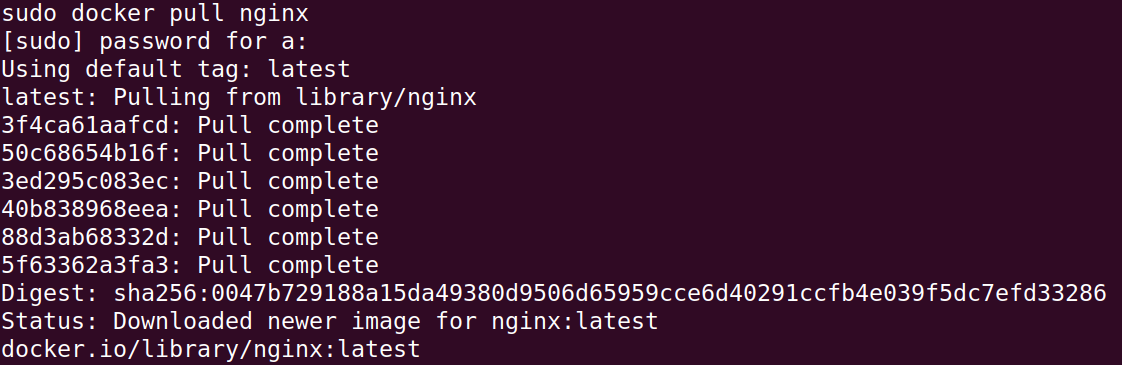 sudo docker pull nginx
[sudo] password for a:
Using default tag: latest
latest: Pulling from library/nginx
3f4ca61aafcd: Pull complete
50c68654b16f: Pull complete
3ed295c083ec: Pull complete
40b838968eea: Pull complete
88d3ab68332d: Pull complete
5f63362a3fa3: Pull complete
Digest: sha256:0047b729188a15da49380d9506d65959cce6d40291ccfb4e039f5dc7efd33286
Status: Downloaded newer image for nginx:latest
docker.io/library/nginx:latest